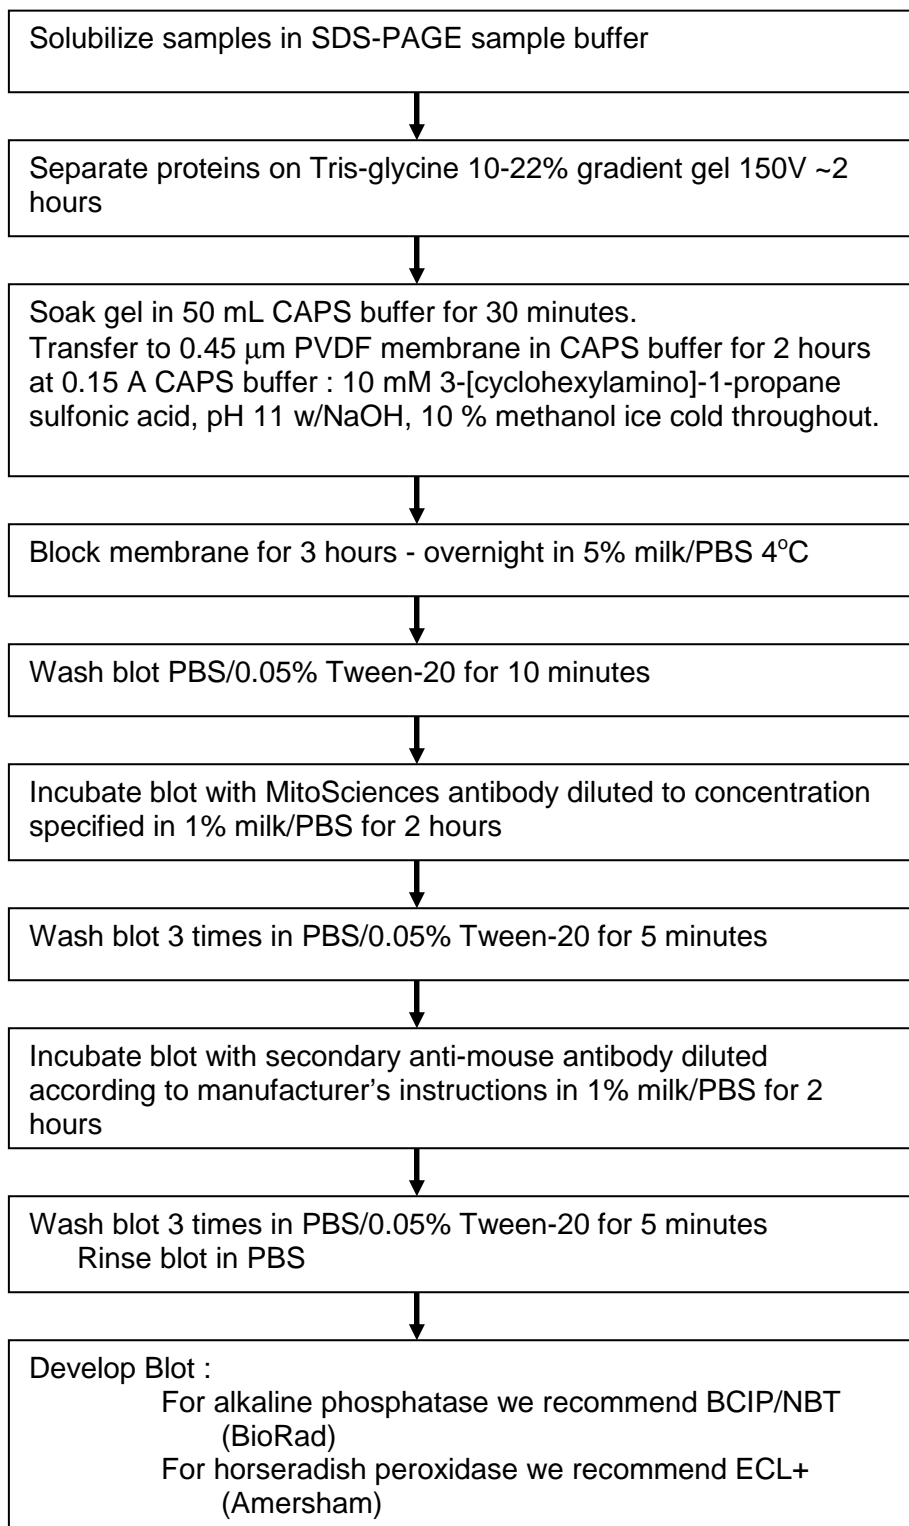 Solubilize samples in SDS-PAGE sample buffer
Separate proteins on Tris-glycine 10-22% gradient gel 150V ~2
hours
Soak gel in 50 mL CAPS buffer for 30 minutes.
Transfer to 0.45 μm PVDF membrane in CAPS buffer for 2 hours
at 0.15 A CAPS buffer : 10 mM 3-[cyclohexylamino]-1-propane
sulfonic acid, pH 11 w/NaOH, 10 % methanol ice cold throughout.
Block membrane for 3 hours - overnight in 5% milk/PBS 4°C
Wash blot PBS/0.05% Tween-20 for 10 minutes
Incubate blot with MitoSciences antibody diluted to concentration
specified in 1% milk/PBS for 2 hours
Wash blot 3 times in PBS/0.05% Tween-20 for 5 minutes
Incubate blot with secondary anti-mouse antibody diluted
according to manufacturer’s instructions in 1% milk/PBS for 2
hours
Wash blot 3 times in PBS/0.05% Tween-20 for 5 minutes
Rinse blot in PBS
Develop Blot :
For alkaline phosphatase we recommend BCIP/NBT
(BioRad)
For horseradish peroxidase we recommend ECL+
(Amersham)